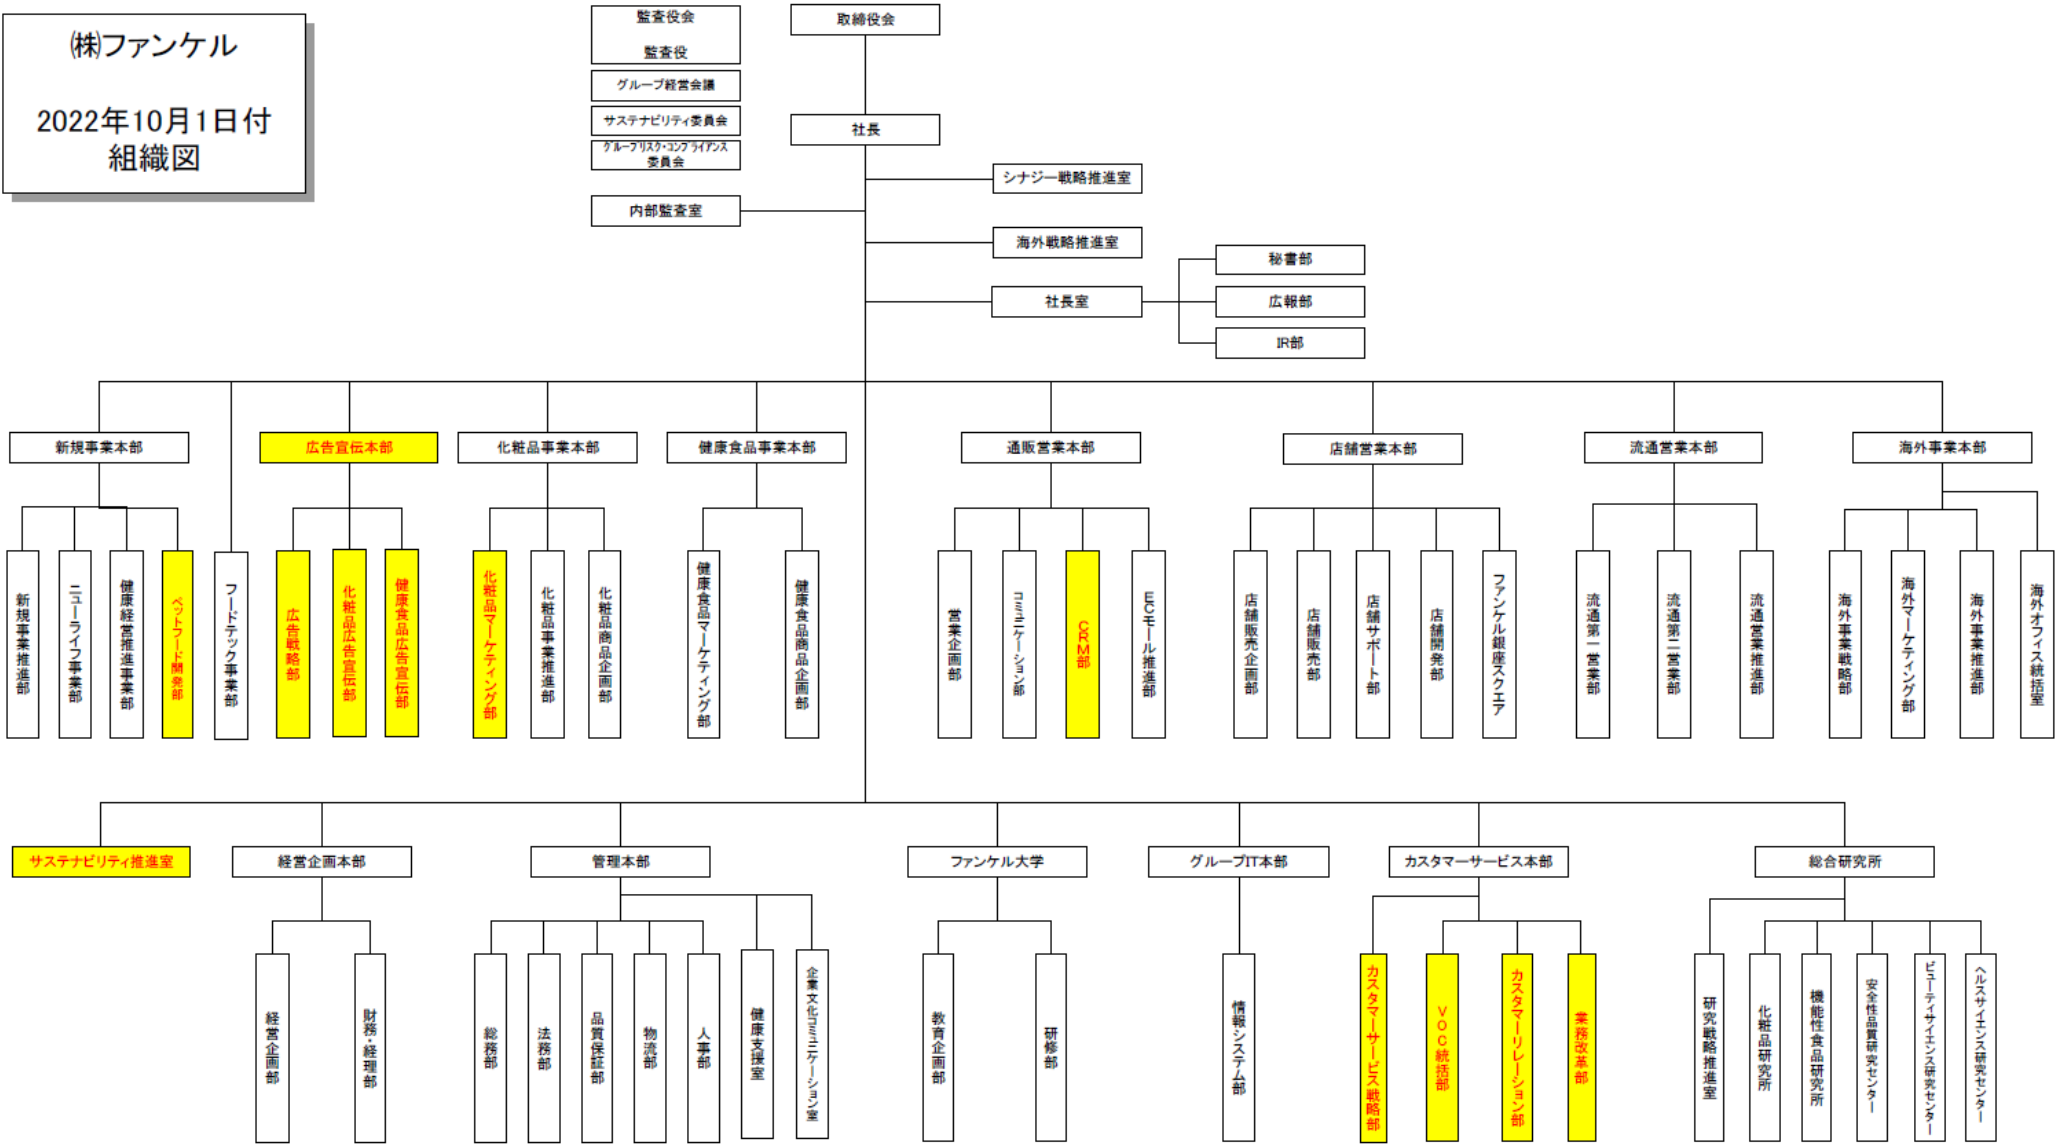 ㈱ファンケル
2022年10月1日付
組織図
監査役会
監査役
グループ経営会議
サステナビリティ委員会
グループリスク・コンプライアンス
委員会
内部監査室
取締役会
社長
シナジー戦略推進室
海外戦略推進室
社長室
秘書部
広報部
IR部
新規事業本部
広告宣伝本部
化粧品事業本部
健康食品事業本部
通販営業本部
店舗営業本部
流通営業本部
海外事業本部
新規事業推進部
ニューライフ事業部
健康経営推進事業部
ペットフード開発部
フードテック事業部
広告戦略部
化粧品広告宣伝部
健康食品広告宣伝部
化粧品マーケティング部
化粧品事業推進部
化粧品商品企画部
健康食品マーケティング部
健康食品商品企画部
営業企画部
コミュニケーション部
CRM部
ECモール推進部
店舗販売企画部
店舗販売部
店舗サポート部
店舗開発部
ファンケル銀座スクエア
流通第一営業部
流通第二営業部
流通営業推進部
海外事業戦略部
海外マーケティング部
海外事業推進部
海外オフィス統括室
サステナビリティ推進室
経営企画本部
管理本部
ファンケル大学
グループIT本部
カスタマーサービス本部
総合研究所
経営企画部
財務・経理部
総務部
法務部
品質保証部
物流部
人事部
健康支援室
企業文化コミュニケーション室
教育企画部
研修部
情報システム部
カスタマーサービス戦略部
VOC統括部
カスタマーリレーション部
業務改革部
研究戦略推進室
化粧品研究所
機能性食品研究所
安全性品質研究センター
ビューティサイエンス研究センター
ヘルスサイエンス研究センター